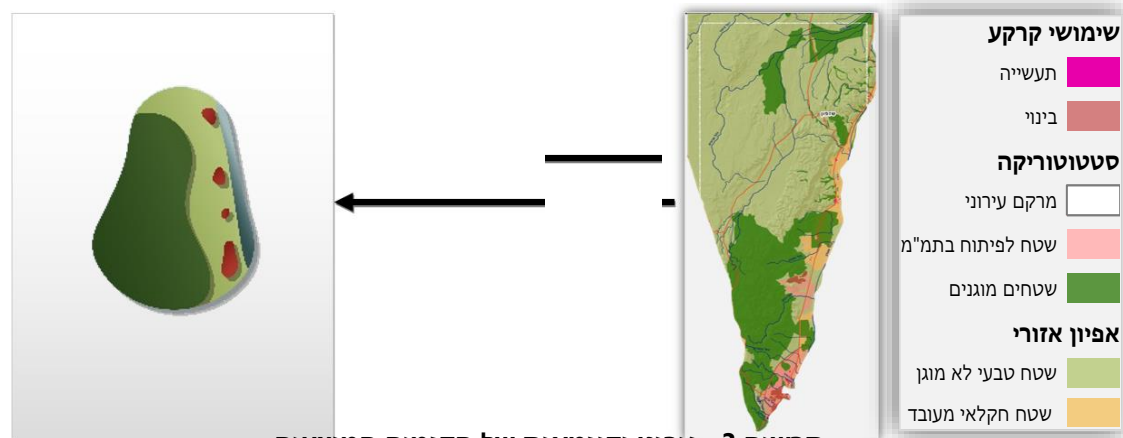 שימושי קרקע
תעשייה
בינוי
סטטוטוריקה
מרקם עירוני
שטח לפיתוח בתמ"מ
שטחים מוגנים
אפיון אזורי
שטח טבעי לא מוגן
שטח חקלאי מעובד